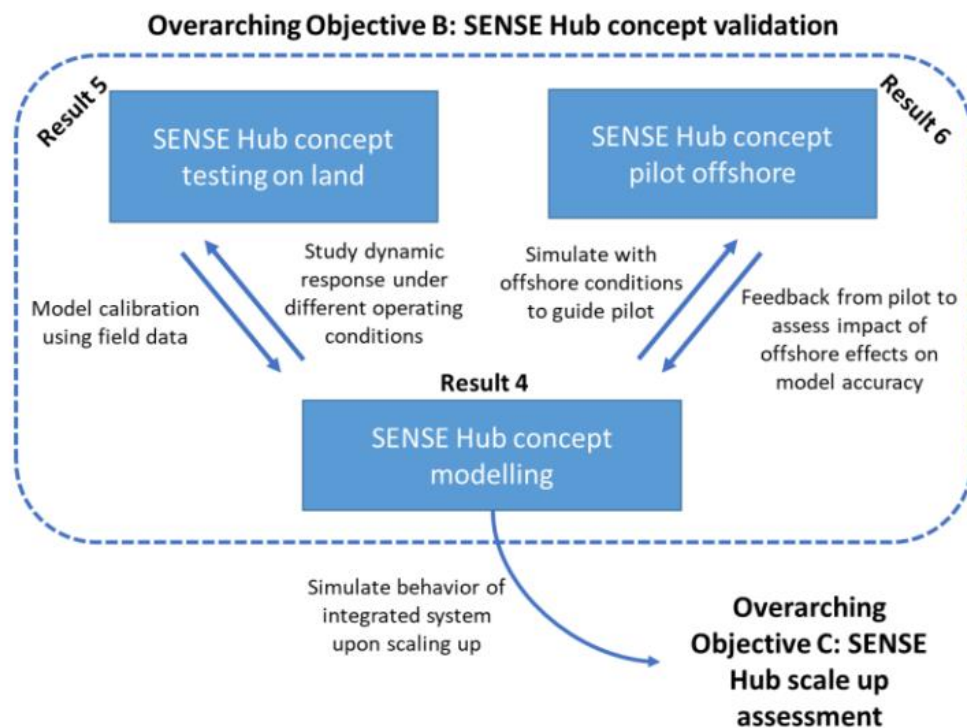 Overarching Objective B: SENSE Hub concept validation
Result 5
SENSE Hub concept
testing on land
Result 6
SENSE Hub concept
pilot offshore
Model calibration
using field data
Study dynamic
response under
different operating
conditions
Simulate with
offshore conditions
to guide pilot
Feedback from pilot to
assess impact of
offshore effects on
model accuracy
Result 4
SENSE Hub concept
modelling
Simulate behavior of
integrated system
upon scaling up
Overarching
Objective C: SENSE
Hub scale up
assessment